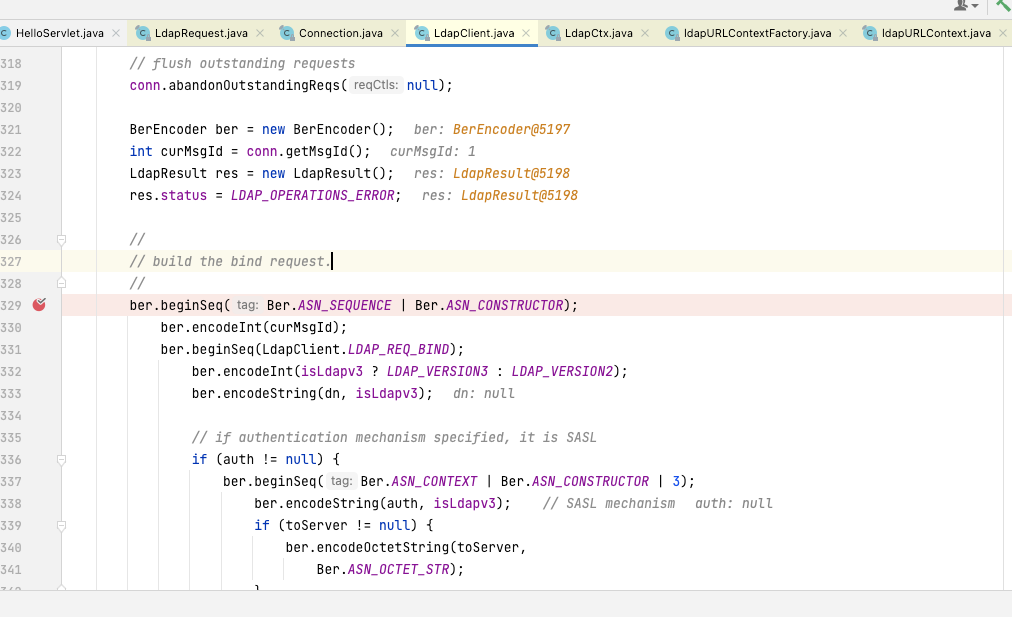 HelloServlet.java LdapRequest.java Connection.java LdapClient.java LdapCtx.java ldapURLContextFactory.java ldapURLContext.java
318 // flush outstanding requests
319 conn.abandonOutstandingReqs( reqCtls: null);
320
321 BerEncoder ber = new BerEncoder(); ber: BerEncoder@5197
322 int curMsgId = conn.getMsgId(); curMsgId: 1
323 LdapResult res = new LdapResult(); res: LdapResult@5198
324 res.status = LDAP_OPERATIONS_ERROR; res: LdapResult@5198
325
326 //
327 // build the bind request.
328 //
329 ber.beginSeq( tag: Ber.ASN_SEQUENCE | Ber.ASN_CONSTRUCTOR);
330 ber.encodeInt(curMsgId);
331 ber.beginSeq(LdapClient.LDAP_REQ_BIND);
332 ber.encodeInt(isLdapv3 ? LDAP_VERSION3 : LDAP_VERSION2);
333 ber.encodeString(dn, isLdapv3); dn: null
334
335 // if authentication mechanism specified, it is SASL
336 if (auth != null) {
337 ber.beginSeq( tag: Ber.ASN_CONTEXT | Ber.ASN_CONSTRUCTOR | 3);
338 ber.encodeString(auth, isLdapv3); // SASL mechanism auth: null
339 if (toServer != null) {
340 ber.encodeOctetString(toServer,
341 Ber.ASN_OCTET_STR);